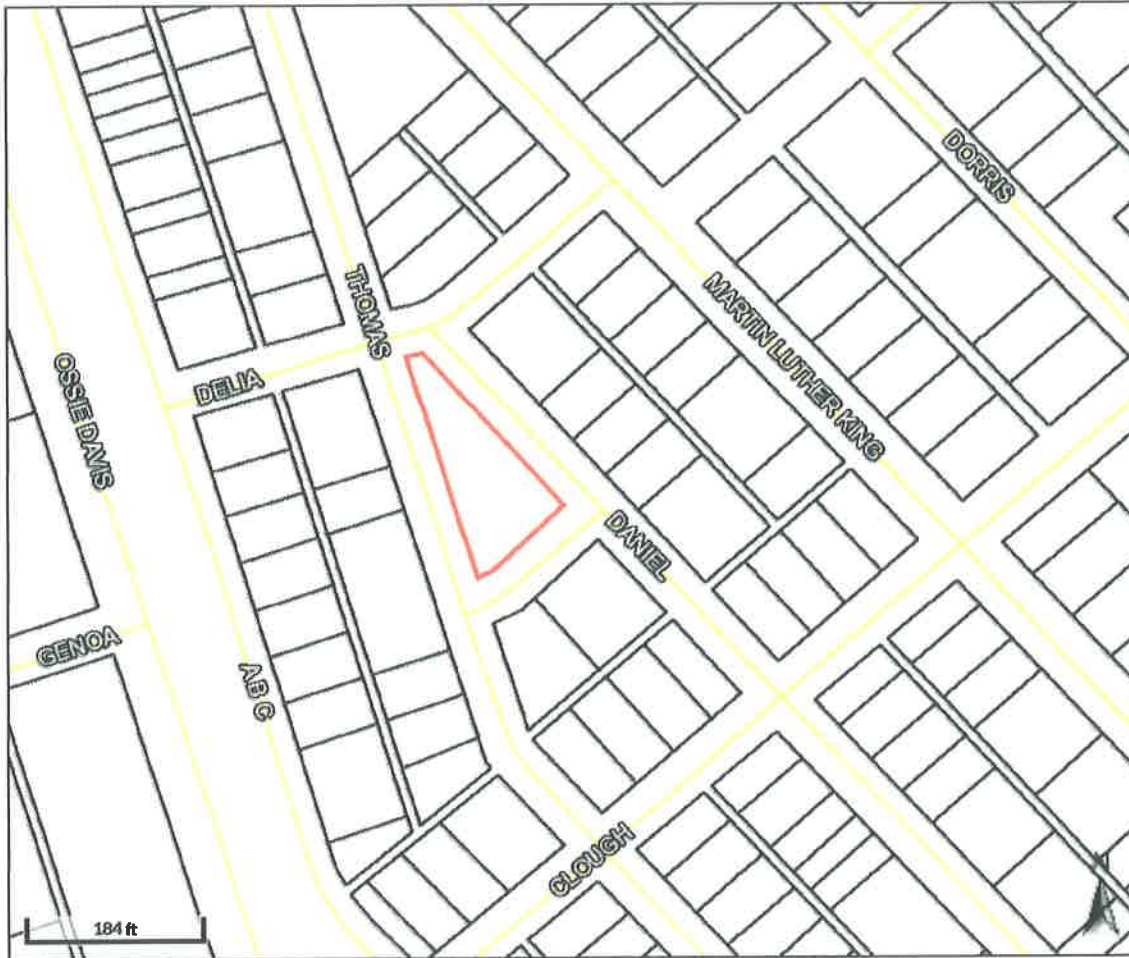 DORRIS
THOMAS
MARTIN LUTHER KING
OSSIE DAVIS
DELIA
DANIEL
GENOA
A B C
CLOUGH
184 ft